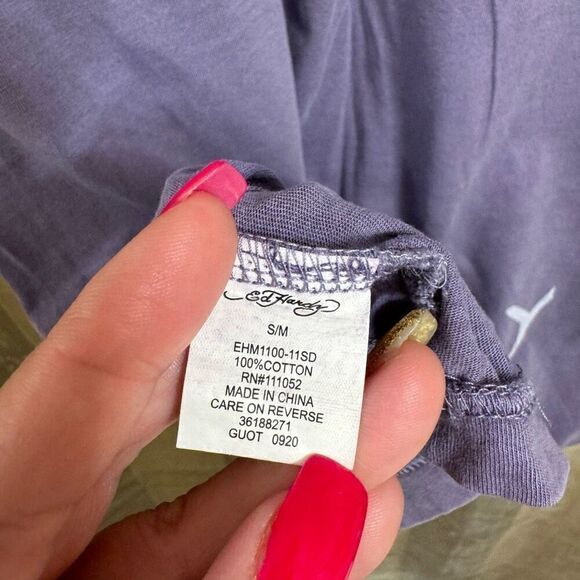 Ed Hardy
S/M
EHM1100-11SD
100%COTTON
RN#111052
MADE IN CHINA
CARE ON REVERSE
36188271
GUOT 0920